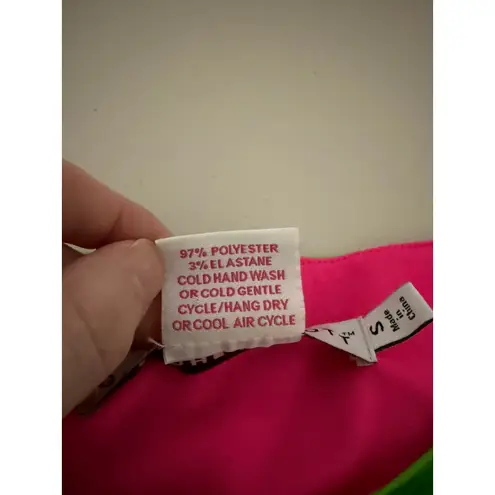 97% POLYESTER
3% ELASTANE
COLD HAND WASH
OR COLD GENTLE
CYCLE/HANG DRY
OR COOL AIR CYCLE
S
Made
in
China